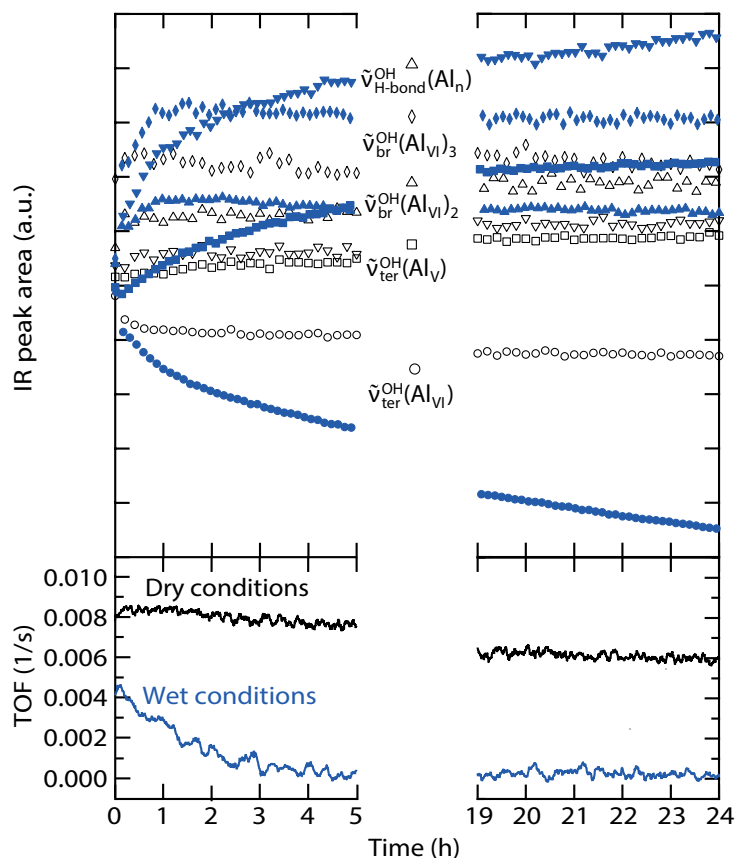 IR peak area (a.u.)
ν̃ᴼᴴ_H-bond(Al_n)
ν̃ᴼᴴ_br(Al_VI)_3
ν̃ᴼᴴ_br(Al_VI)_2
ν̃ᴼᴴ_ter(Al_V)
ν̃ᴼᴴ_ter(Al_VI)
TOF (1/s)
0.010
0.008
0.006
0.004
0.002
0.000
Dry conditions
Wet conditions
0 1 2 3 4 5 19 20 21 22 23 24
Time (h)